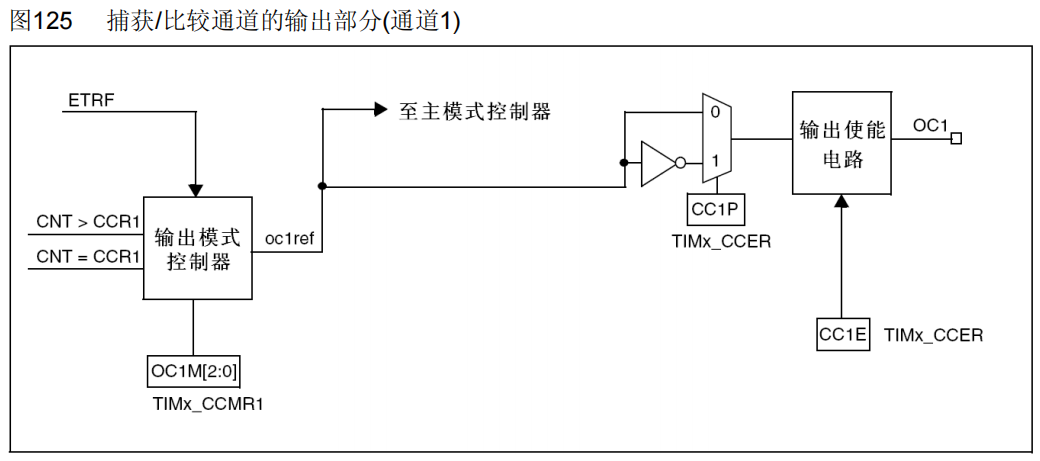 图125 捕获/比较通道的输出部分(通道1)
ETRF
至主模式控制器
0
1
输出使能
电路
OC1
CNT > CCR1
CNT = CCR1
输出模式
控制器
oc1ref
CC1P
TIMx_CCER
CC1E
TIMx_CCER
OC1M[2:0]
TIMx_CCMR1